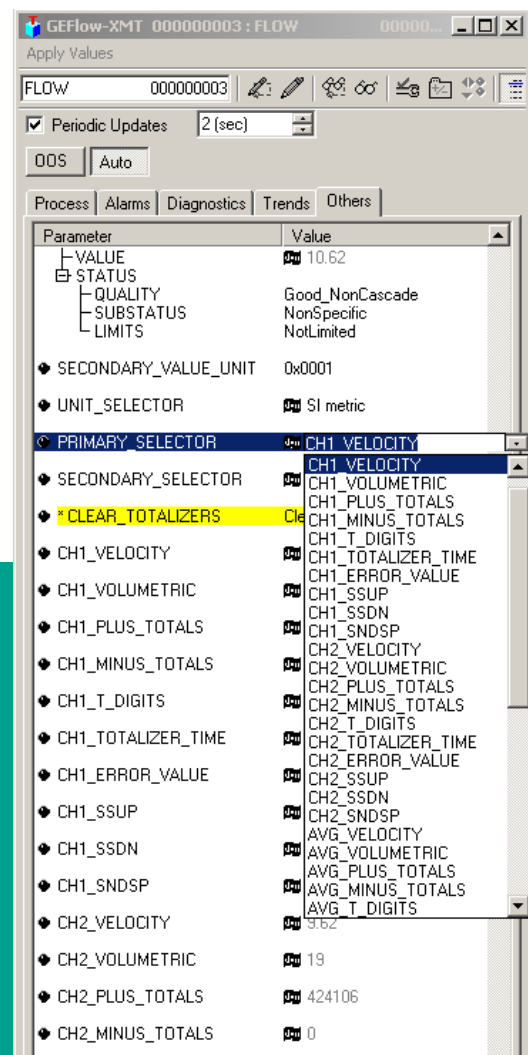 GEFlow-XMT 000000003 : FLOW 00000...
Apply Values
FLOW 000000003
Periodic Updates 2 (sec)
OOS Auto
Process Alarms Diagnostics Trends Others
Parameter Value
VALUE 10.62
STATUS
QUALITY Good_NonCascade
SUBSTATUS NonSpecific
LIMITS NotLimited
SECONDARY_VALUE_UNIT 0x0001
UNIT_SELECTOR SI metric
PRIMARY_SELECTOR CH1_VELOCITY
SECONDARY_SELECTOR
* CLEAR_TOTALIZERS Cle
CH1_VELOCITY
CH1_VOLUMETRIC
CH1_PLUS_TOTALS
CH1_MINUS_TOTALS
CH1_T_DIGITS
CH1_TOTALIZER_TIME
CH1_ERROR_VALUE
CH1_SSUP
CH1_SSDN
CH1_SNDSP
CH1_VELOCITY
CH1_VOLUMETRIC
CH1_PLUS_TOTALS
CH1_MINUS_TOTALS
CH1_T_DIGITS
CH1_TOTALIZER_TIME
CH1_ERROR_VALUE
CH1_SSUP
CH1_SSDN
CH1_SNDSP
CH2_VELOCITY
CH2_VOLUMETRIC
CH2_PLUS_TOTALS
CH2_MINUS_TOTALS
CH2_T_DIGITS
CH2_TOTALIZER_TIME
CH2_ERROR_VALUE
CH2_SSUP
CH2_SSDN
CH2_SNDSP
AVG_VELOCITY
AVG_VOLUMETRIC
AVG_PLUS_TOTALS
AVG_MINUS_TOTALS
AVG_T_DIGITS
CH2_VELOCITY 9.62
CH2_VOLUMETRIC 19
CH2_PLUS_TOTALS 424106
CH2_MINUS_TOTALS 0